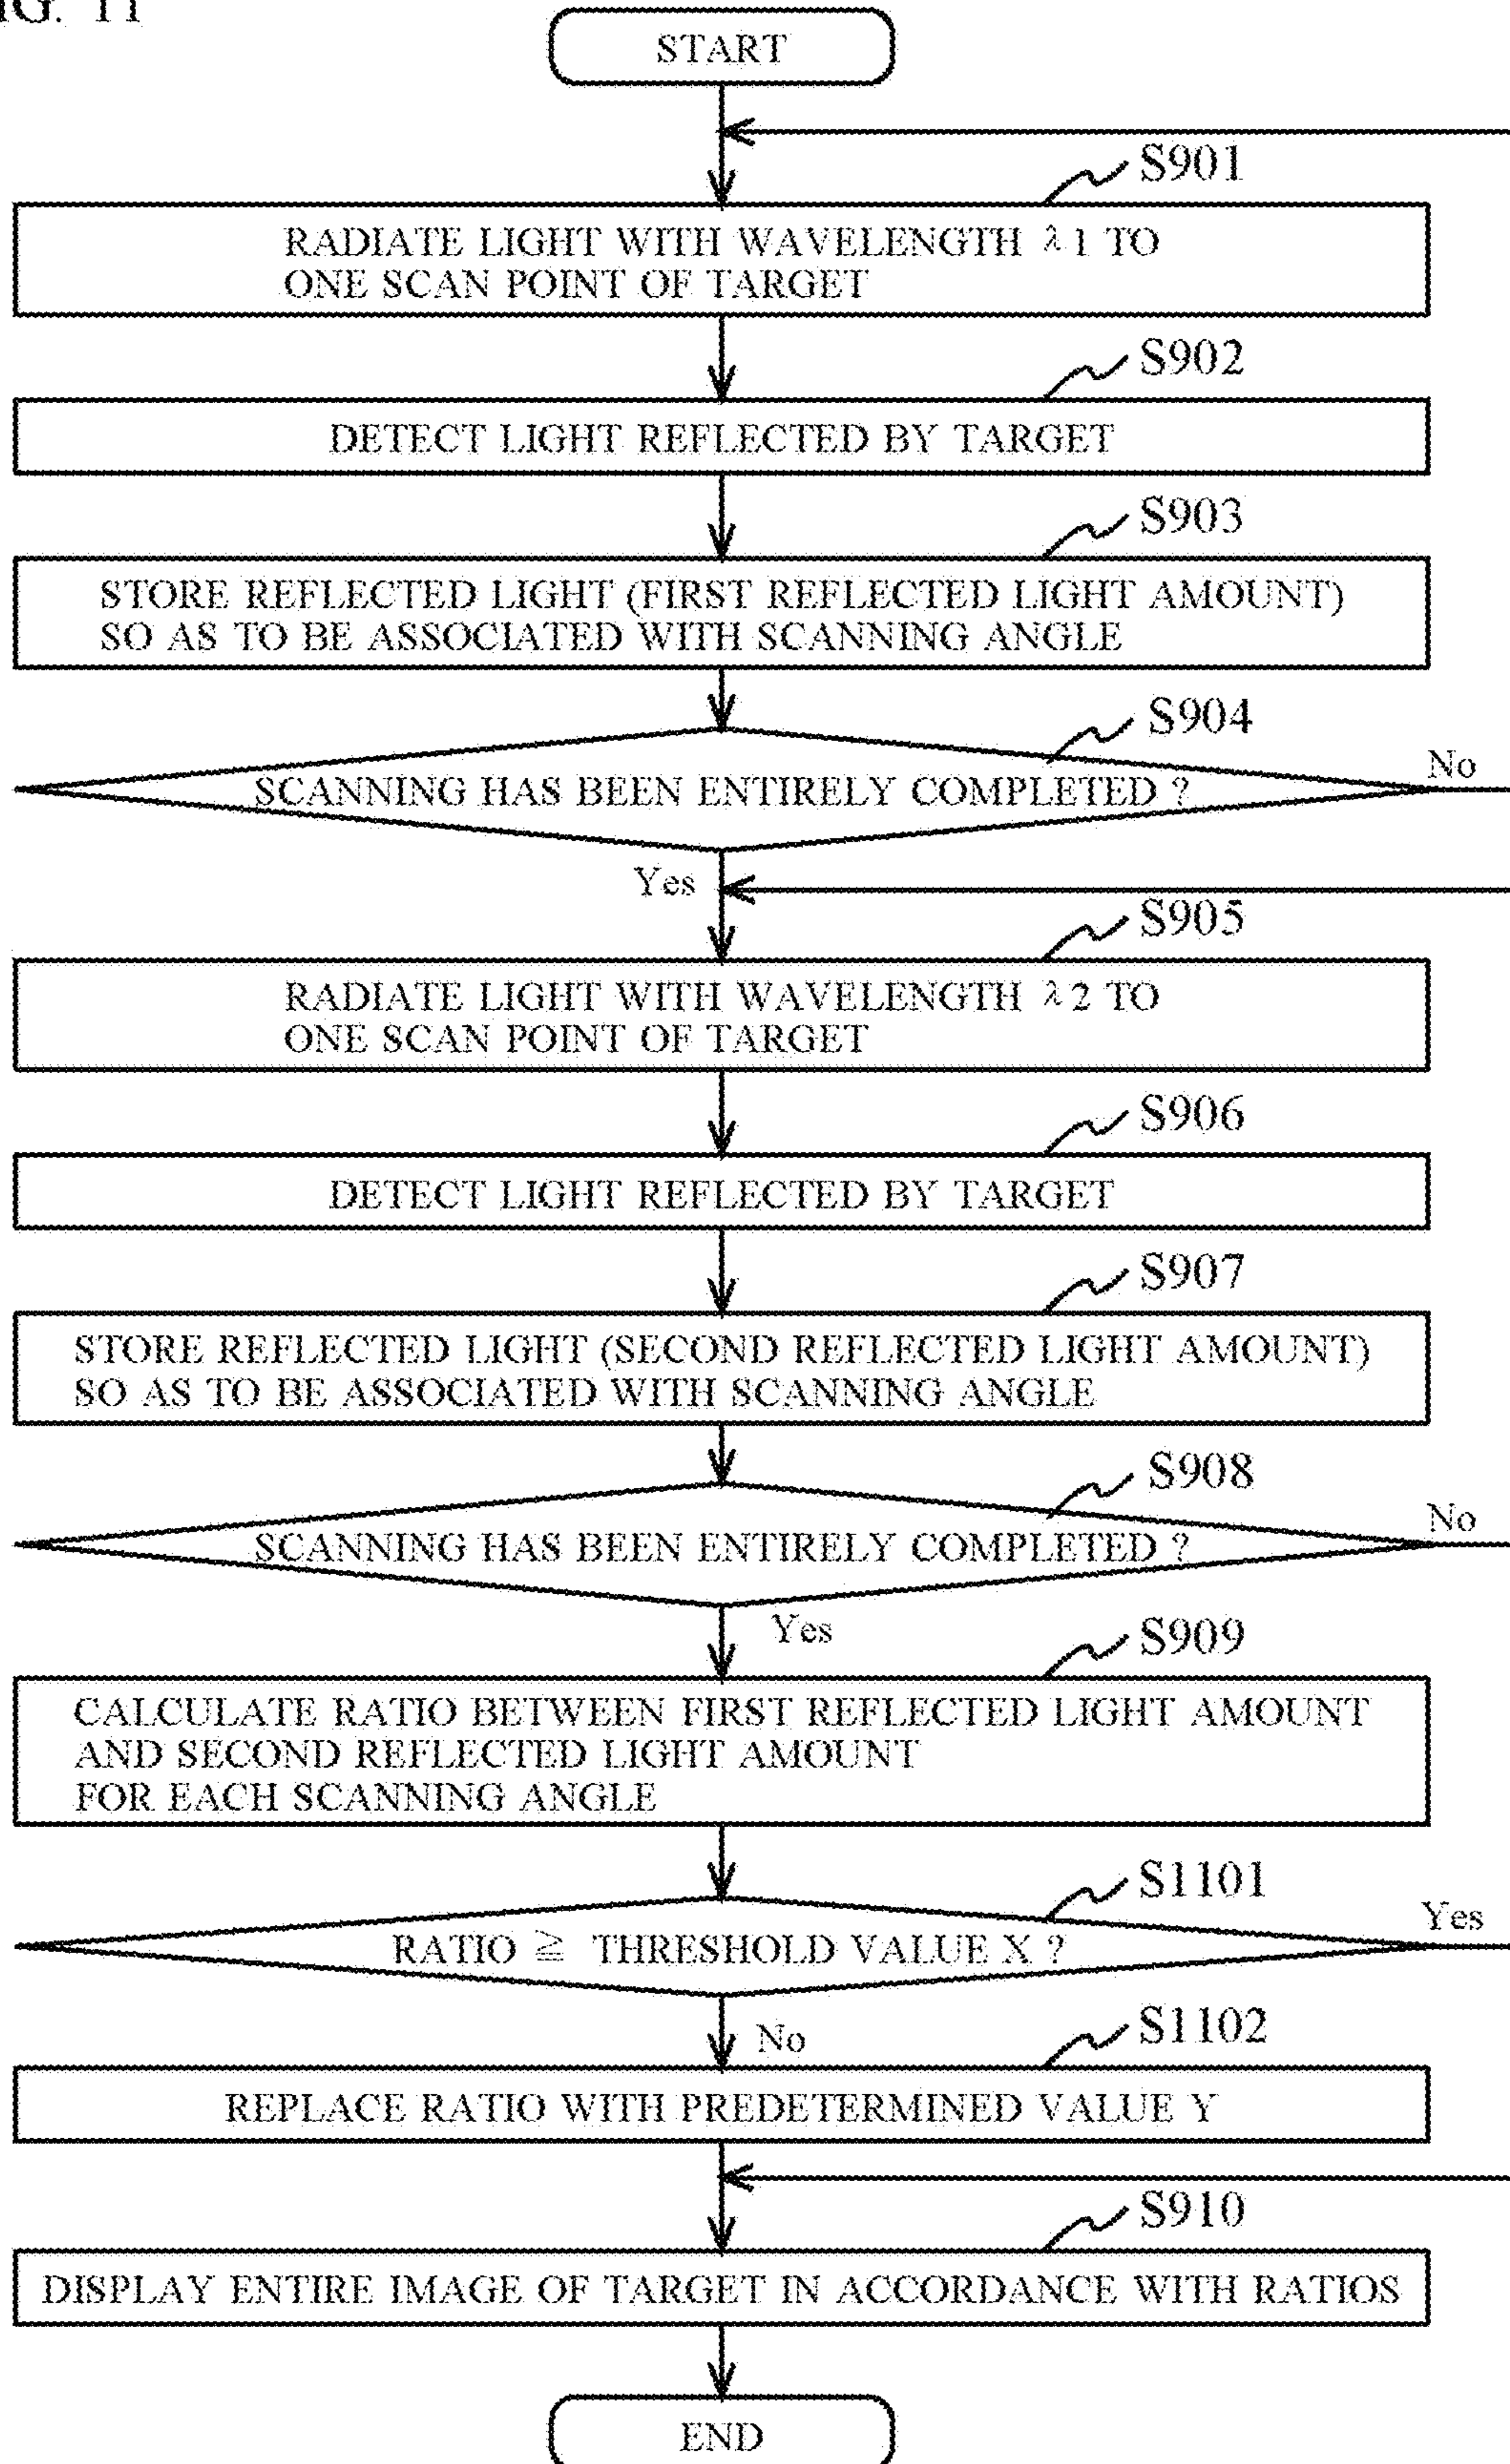 IG. 11
START
S901
RADIATE LIGHT WITH WAVELENGTH λ1 TO
ONE SCAN POINT OF TARGET
S902
DETECT LIGHT REFLECTED BY TARGET
S903
STORE REFLECTED LIGHT (FIRST REFLECTED LIGHT AMOUNT)
SO AS TO BE ASSOCIATED WITH SCANNING ANGLE
S904
SCANNING HAS BEEN ENTIRELY COMPLETED ?
No
Yes
S905
RADIATE LIGHT WITH WAVELENGTH λ2 TO
ONE SCAN POINT OF TARGET
S906
DETECT LIGHT REFLECTED BY TARGET
S907
STORE REFLECTED LIGHT (SECOND REFLECTED LIGHT AMOUNT)
SO AS TO BE ASSOCIATED WITH SCANNING ANGLE
S908
SCANNING HAS BEEN ENTIRELY COMPLETED ?
No
Yes
S909
CALCULATE RATIO BETWEEN FIRST REFLECTED LIGHT AMOUNT
AND SECOND REFLECTED LIGHT AMOUNT
FOR EACH SCANNING ANGLE
S1101
RATIO ≧ THRESHOLD VALUE X ?
Yes
No
S1102
REPLACE RATIO WITH PREDETERMINED VALUE Y
S910
DISPLAY ENTIRE IMAGE OF TARGET IN ACCORDANCE WITH RATIOS
END